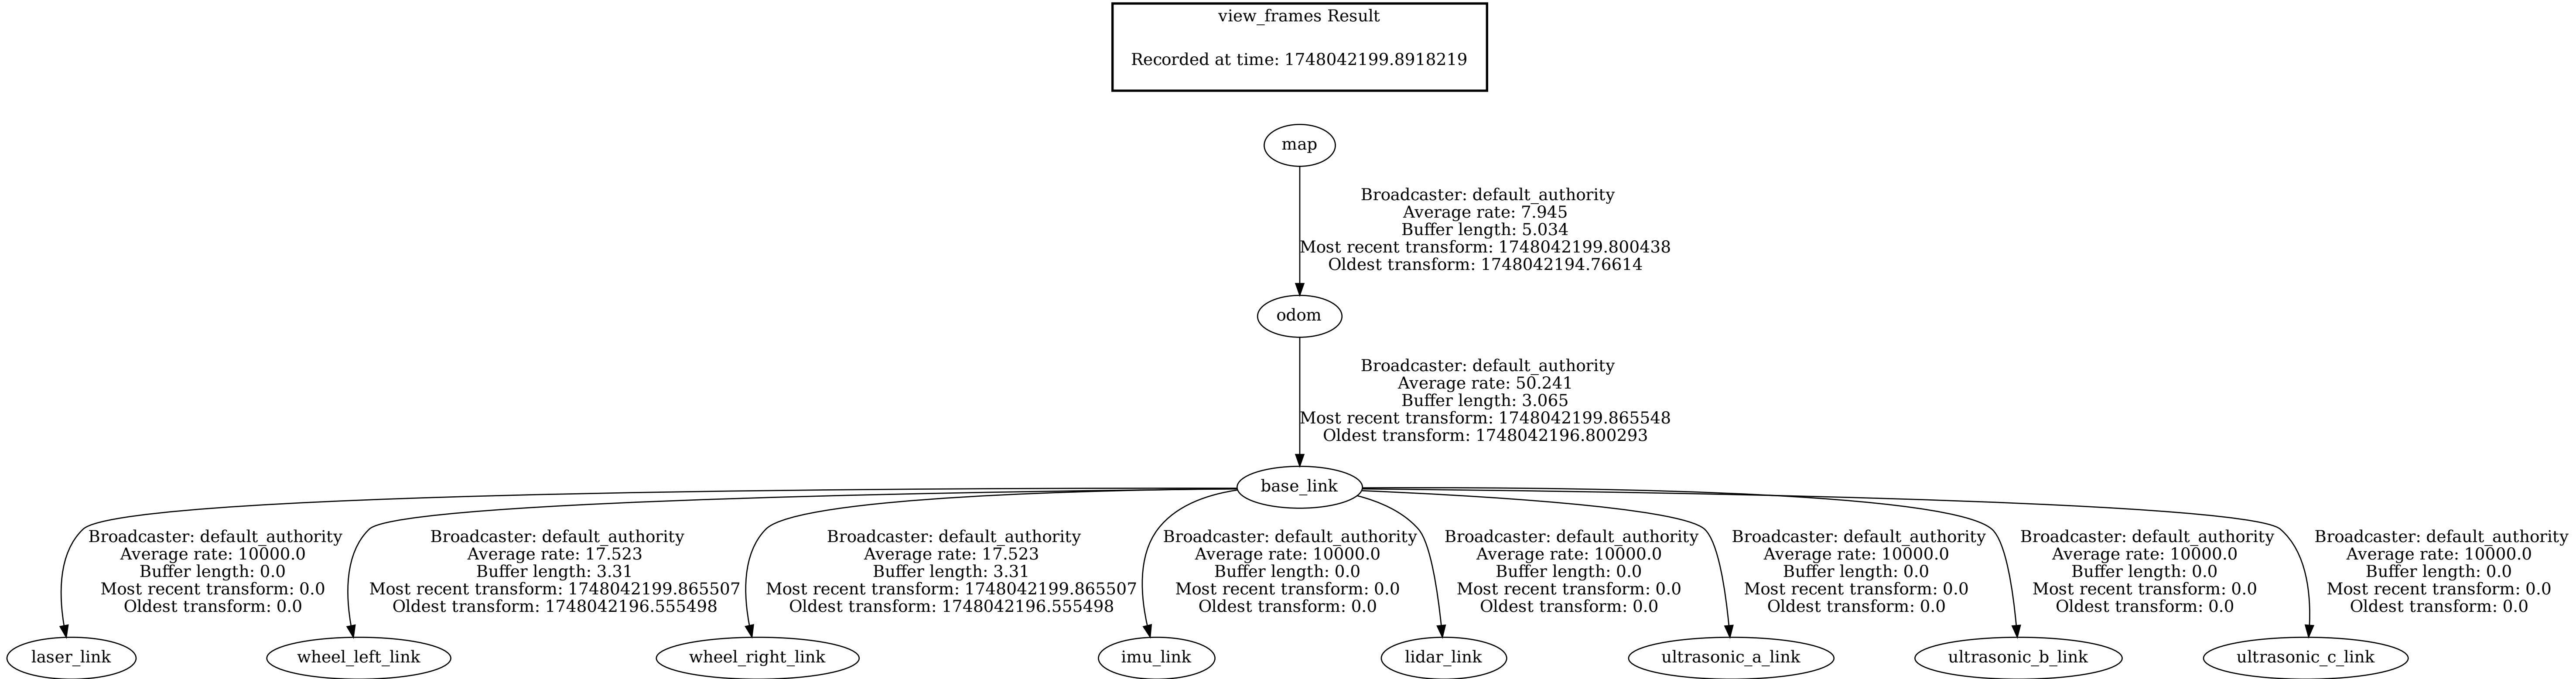 view_frames Result
Recorded at time: 1748042199.8918219
map
Broadcaster: default_authority
Average rate: 7.945
Buffer length: 5.034
Most recent transform: 1748042199.800438
Oldest transform: 1748042194.76614
odom
Broadcaster: default_authority
Average rate: 50.241
Buffer length: 3.065
Most recent transform: 1748042199.865548
Oldest transform: 1748042196.800293
base_link
Broadcaster: default_authority
Average rate: 10000.0
Buffer length: 0.0
Most recent transform: 0.0
Oldest transform: 0.0
Broadcaster: default_authority
Average rate: 17.523
Buffer length: 3.31
Most recent transform: 1748042199.865507
Oldest transform: 1748042196.555498
Broadcaster: default_authority
Average rate: 17.523
Buffer length: 3.31
Most recent transform: 1748042199.865507
Oldest transform: 1748042196.555498
Broadcaster: default_authority
Average rate: 10000.0
Buffer length: 0.0
Most recent transform: 0.0
Oldest transform: 0.0
Broadcaster: default_authority
Average rate: 10000.0
Buffer length: 0.0
Most recent transform: 0.0
Oldest transform: 0.0
Broadcaster: default_authority
Average rate: 10000.0
Buffer length: 0.0
Most recent transform: 0.0
Oldest transform: 0.0
Broadcaster: default_authority
Average rate: 10000.0
Buffer length: 0.0
Most recent transform: 0.0
Oldest transform: 0.0
Broadcaster: default_authority
Average rate: 10000.0
Buffer length: 0.0
Most recent transform: 0.0
Oldest transform: 0.0
laser_link
wheel_left_link
wheel_right_link
imu_link
lidar_link
ultrasonic_a_link
ultrasonic_b_link
ultrasonic_c_link